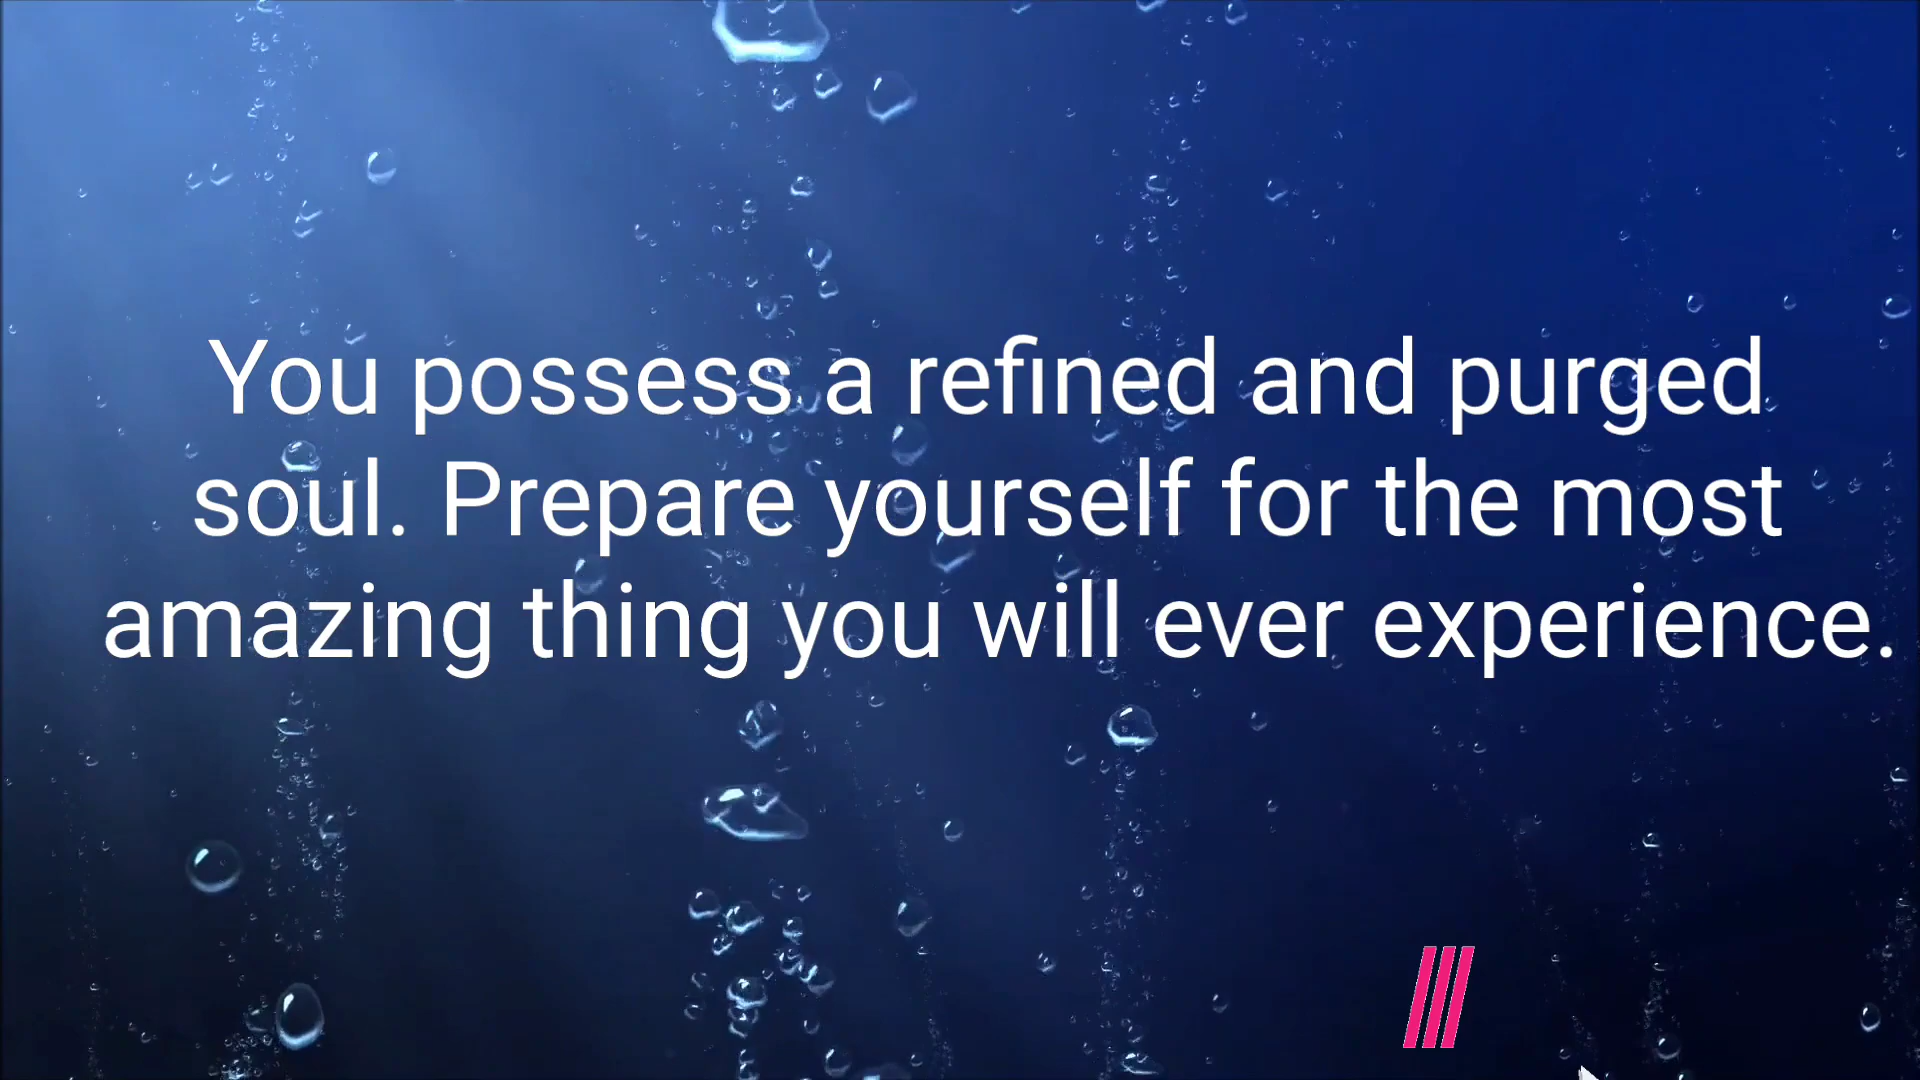 You possess a refined and purged
soul. Prepare yourself for the most
amazing thing you will ever experience.